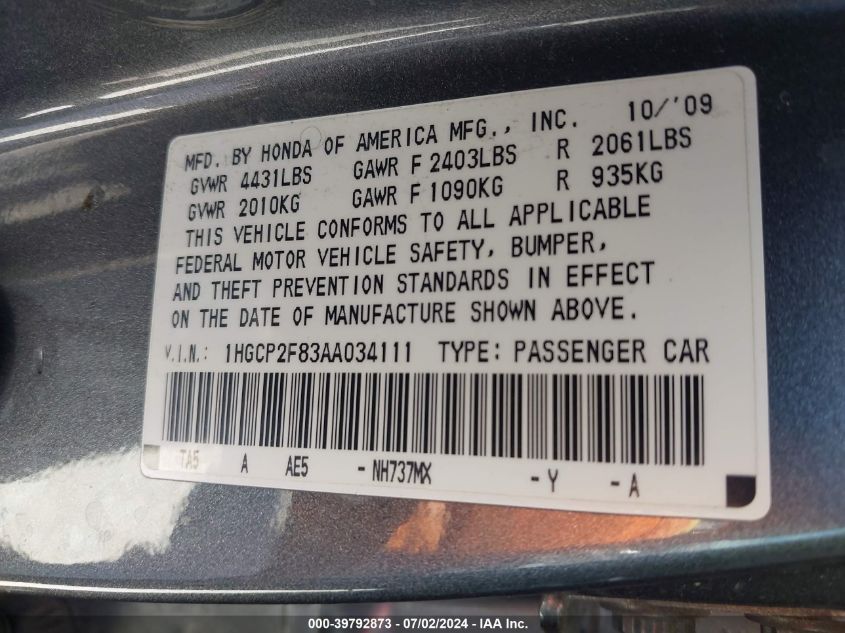 MFD. BY HONDA OF AMERICA MFG., INC. 10/'09
GVWR 4431LBS GAWR F 2403LBS R 2061LBS
GVWR 2010KG GAWR F 1090KG R 935KG
THIS VEHICLE CONFORMS TO ALL APPLICABLE
FEDERAL MOTOR VEHICLE SAFETY, BUMPER,
AND THEFT PREVENTION STANDARDS IN EFFECT
ON THE DATE OF MANUFACTURE SHOWN ABOVE.
V.I.N.: 1HGCP2F83AA034111 TYPE: PASSENGER CAR
TA5 A AE5 - NH737MX - Y - A
000-39792873 - 07/02/2024 - IAA Inc.